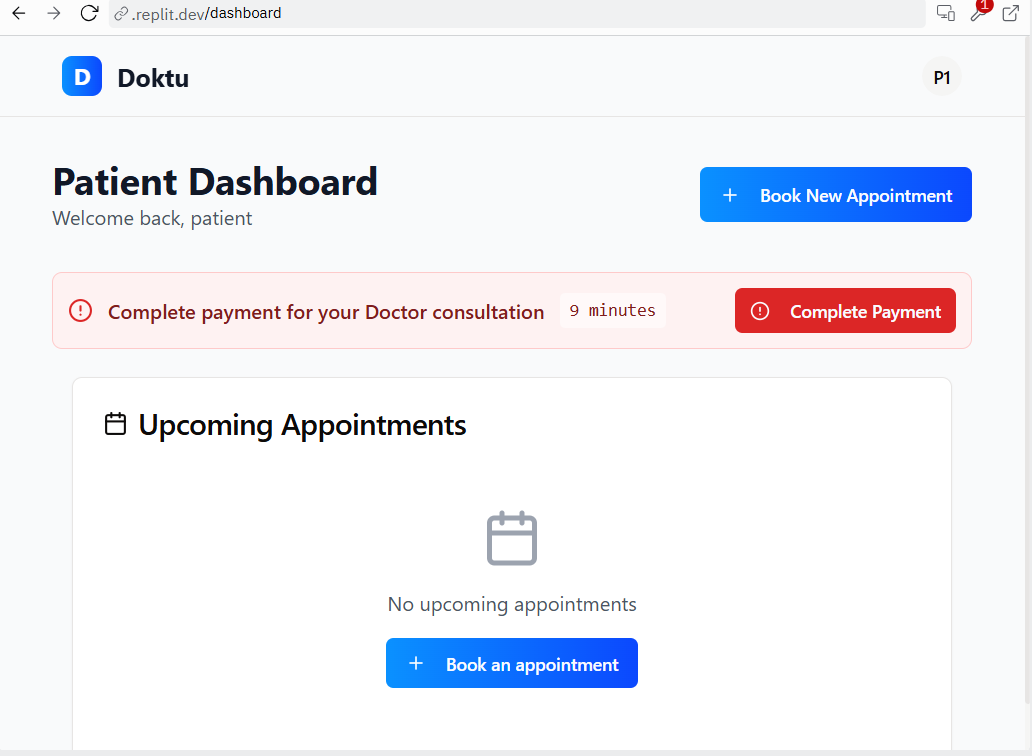 .replit.dev/dashboard
1
D Doktu
P1
Patient Dashboard
Welcome back, patient
+ Book New Appointment
Complete payment for your Doctor consultation 9 minutes
Complete Payment
Upcoming Appointments
No upcoming appointments
+ Book an appointment